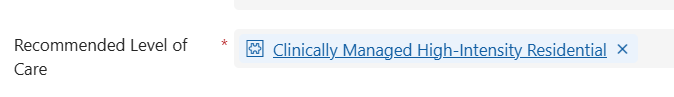 Recommended Level of * Clinically Managed High-Intensity Residential ×
Care